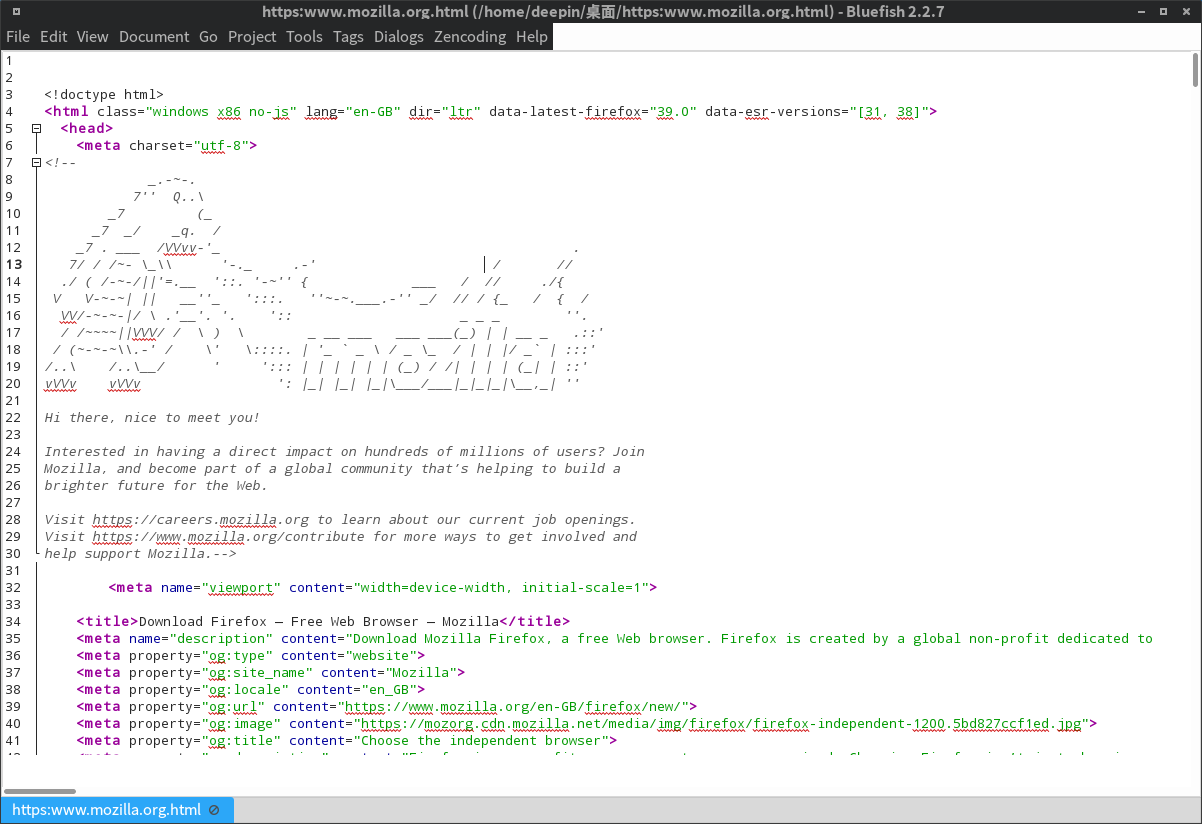 https:www.mozilla.org.html (/home/deepin/桌面/https:www.mozilla.org.html) - Bluefish 2.2.7
File Edit View Document Go Project Tools Tags Dialogs Zencoding Help
1
2
3 <!doctype html>
4 <html class="windows x86 no-js" lang="en-GB" dir="ltr" data-latest-firefox="39.0" data-esr-versions="[31, 38]">
5   <head>
6     <meta charset="utf-8">
7 <!--
8              _.-~-.
9            7''  Q..\
10         _7         (_
11       _7  _/    _q.  /
12     _7 . ___  /VVvv-'_                                            .
13    7/ / /~- \_\\      '-._     .-'                      /       //
14   ./ ( /-~-/||'=.__  '::. '-~'' {             ___   /  //     ./{
15  V   V-~-~| ||   __''_   ':::.   ''~-~.___.-'' _/  // / {_   /  {  /
16   VV/-~-~-|/ \ .'__'. '.    '::                     _ _ _        ''.
17   / /~~~~||VVV/ /  \ )  \        _ __ ___   ___ ___(_) | | __ _   .::'
18  / (~-~-~\\.-' /    \'   \::::. | '_ ` _ \ / _ \_  / | | |/ _` | :::'
19 /..\    /..\__/      '     '::: | | | | | | (_) / /| | | | (_| | ::'
20 vVVv    vVVv                 ': |_| |_| |_|\___/___|_|_|_|\__,_| ''
21
22 Hi there, nice to meet you!
23
24 Interested in having a direct impact on hundreds of millions of users? Join
25 Mozilla, and become part of a global community that's helping to build a
26 brighter future for the Web.
27
28 Visit https://careers.mozilla.org to learn about our current job openings.
29 Visit https://www.mozilla.org/contribute for more ways to get involved and
30 help support Mozilla.-->
31
32         <meta name="viewport" content="width=device-width, initial-scale=1">
33
34     <title>Download Firefox — Free Web Browser — Mozilla</title>
35     <meta name="description" content="Download Mozilla Firefox, a free Web browser. Firefox is created by a global non-profit dedicated to
36     <meta property="og:type" content="website">
37     <meta property="og:site_name" content="Mozilla">
38     <meta property="og:locale" content="en_GB">
39     <meta property="og:url" content="https://www.mozilla.org/en-GB/firefox/new/">
40     <meta property="og:image" content="https://mozorg.cdn.mozilla.net/media/img/firefox/firefox-independent-1200.5bd827ccf1ed.jpg">
41     <meta property="og:title" content="Choose the independent browser">
https:www.mozilla.org.html